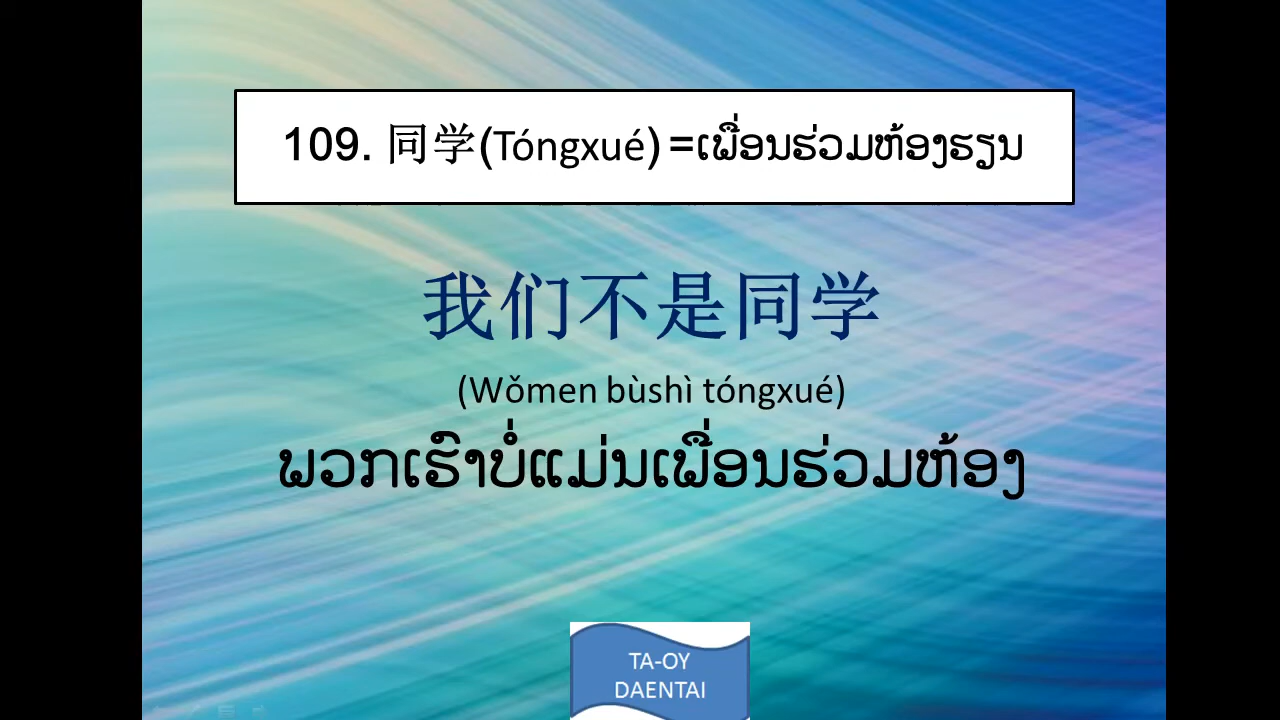 109. 同学(Tóngxué) =ເພື່ອນຮ່ວມຫ້ອງຮຽນ
我们不是同学
(Wǒmen bùshì tóngxué)
ພວກເຮົາບໍ່ແມ່ນເພື່ອນຮ່ວມຫ້ອງ
TA-OY
DAENTAI